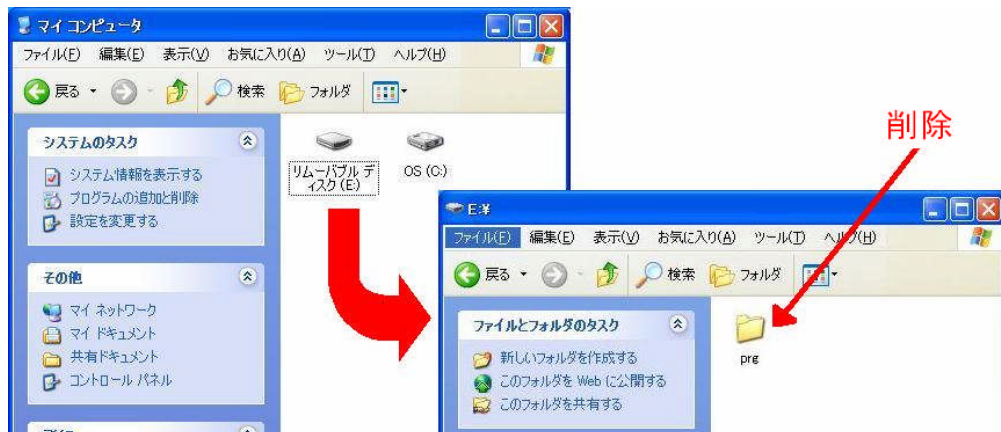 マイ コンピュータ
ファイル(F) 編集(E) 表示(V) お気に入り(A) ツール(T) ヘルプ(H)
戻る 検索 フォルダ
システムのタスク
システム情報を表示する
プログラムの追加と削除
設定を変更する
その他
マイ ネットワーク
マイ ドキュメント
共有ドキュメント
コントロール パネル
リムーバブル デ
ィスク (E:)
OS (C:)
削除
E:¥
ファイル(F) 編集(E) 表示(V) お気に入り(A) ツール(T) ヘルプ(H)
戻る 検索 フォルダ
ファイルとフォルダのタスク
新しいフォルダを作成する
このフォルダを Web に公開する
このフォルダを共有する
prg